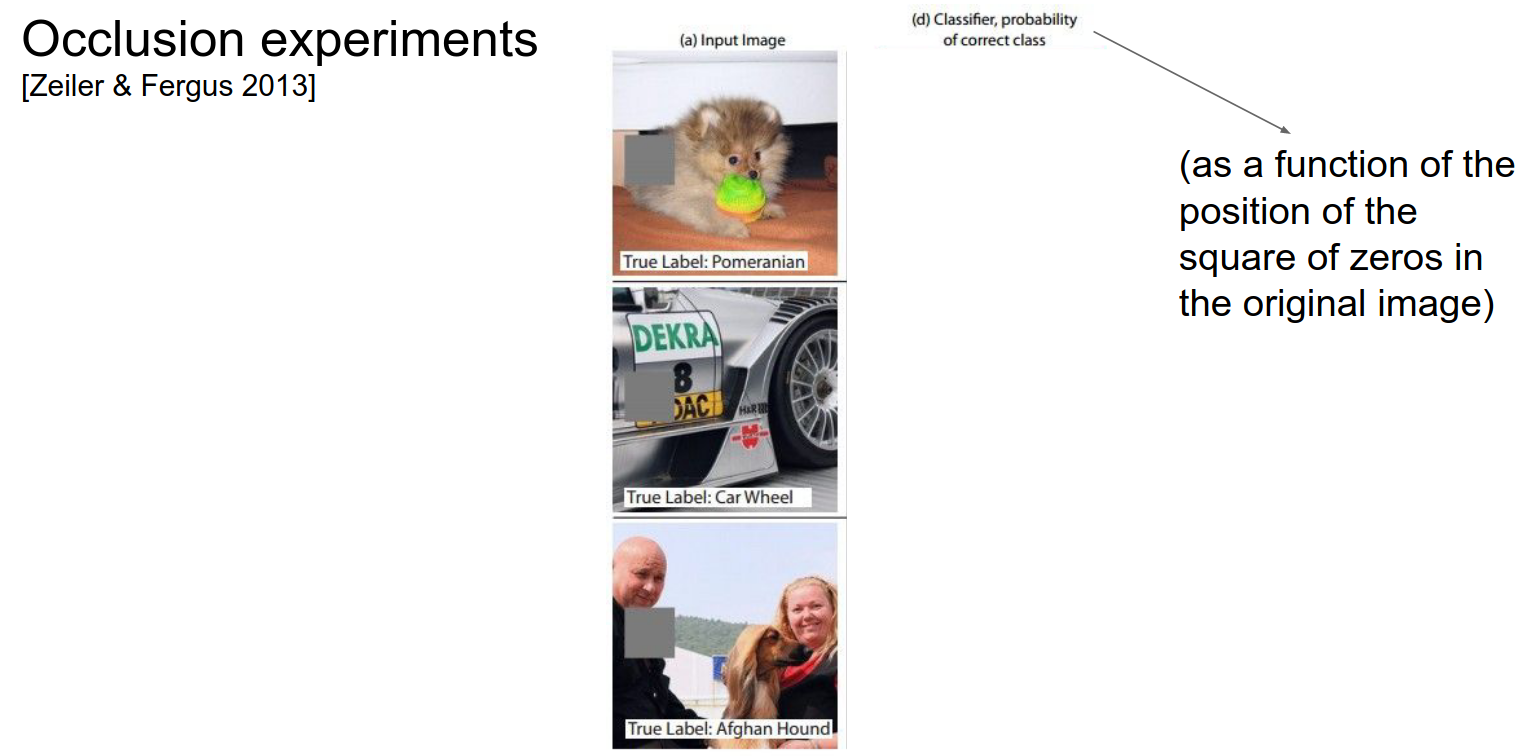 Occlusion experiments
[Zeiler & Fergus 2013]
(a) Input Image
(d) Classifier, probability
of correct class
(as a function of the
position of the
square of zeros in
the original image)
True Label: Pomeranian
DEKRA
8
DAC
H&R
True Label: Car Wheel
True Label: Afghan Hound